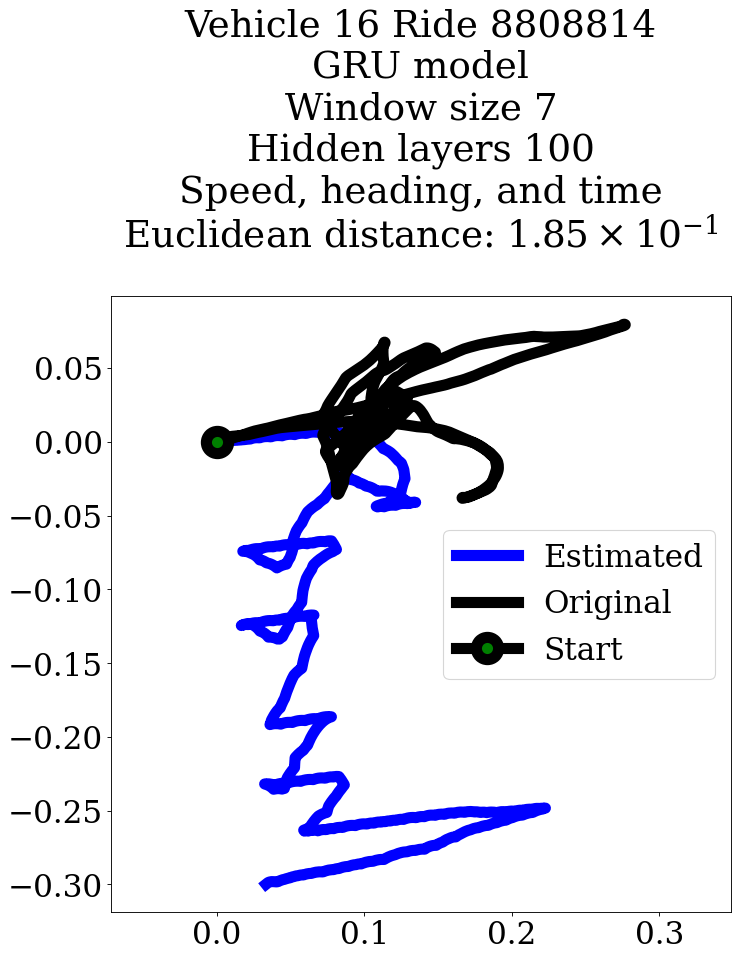 Vehicle 16 Ride 8808814
GRU model
Window size 7
Hidden layers 100
Speed, heading, and time
Euclidean distance: 1.85 × 10⁻¹
0.05
0.00
−0.05
−0.10
−0.15
−0.20
−0.25
−0.30
Estimated
Original
Start
0.0 0.1 0.2 0.3